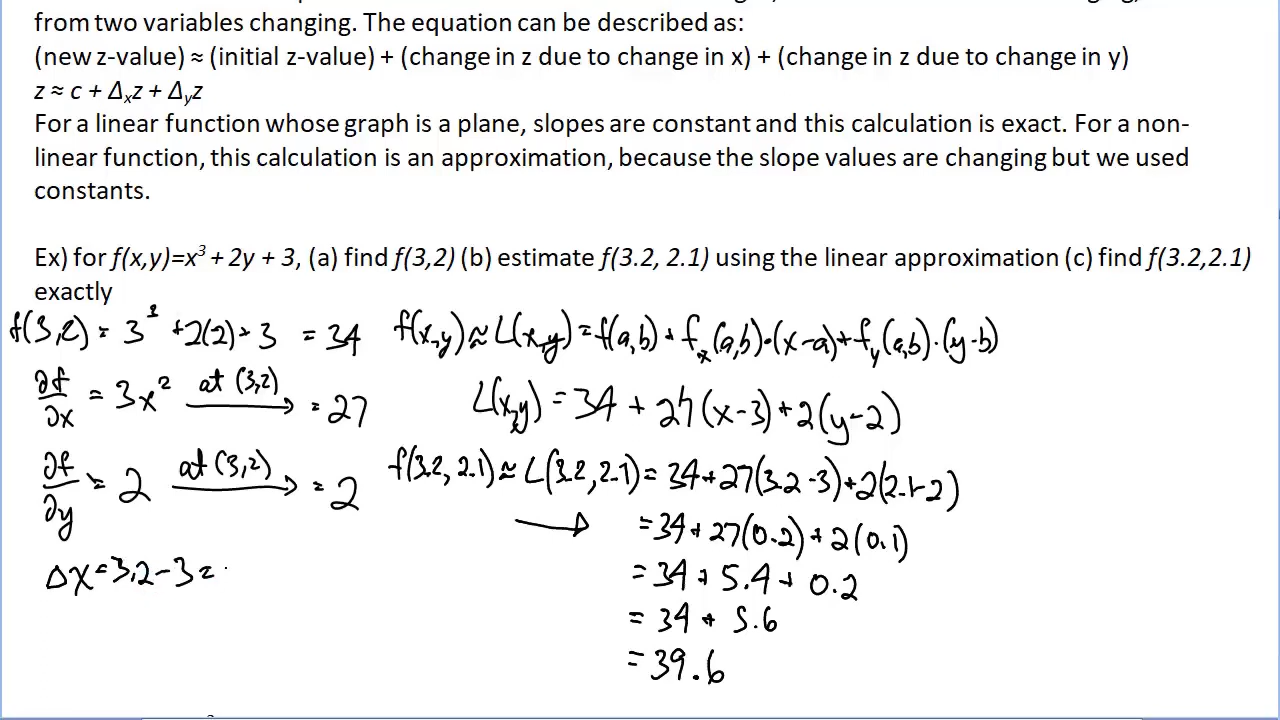 from two variables changing. The equation can be described as:
(new z-value) ≈ (initial z-value) + (change in z due to change in x) + (change in z due to change in y)
z ≈ c + Δₓz + Δᵧz
For a linear function whose graph is a plane, slopes are constant and this calculation is exact. For a non-
linear function, this calculation is an approximation, because the slope values are changing but we used
constants.
Ex) for f(x,y)=x³ + 2y + 3, (a) find f(3,2) (b) estimate f(3.2, 2.1) using the linear approximation (c) find f(3.2,2.1)
exactly
f(3,2) = 3³ + 2(2) + 3 = 34
∂f/∂x = 3x² at (3,2) → = 27
∂f/∂y = 2 at (3,2) → = 2
Δx = 3.2 - 3 =
f(x,y) ≈ L(x,y) = f(a,b) + fₓ(a,b)·(x-a) + fᵧ(a,b)·(y-b)
L(x,y) = 34 + 27(x-3) + 2(y-2)
f(3.2, 2.1) ≈ L(3.2, 2.1) = 34 + 27(3.2-3) + 2(2.1-2)
→ = 34 + 27(0.2) + 2(0.1)
= 34 + 5.4 + 0.2
= 34 + 5.6
= 39.6